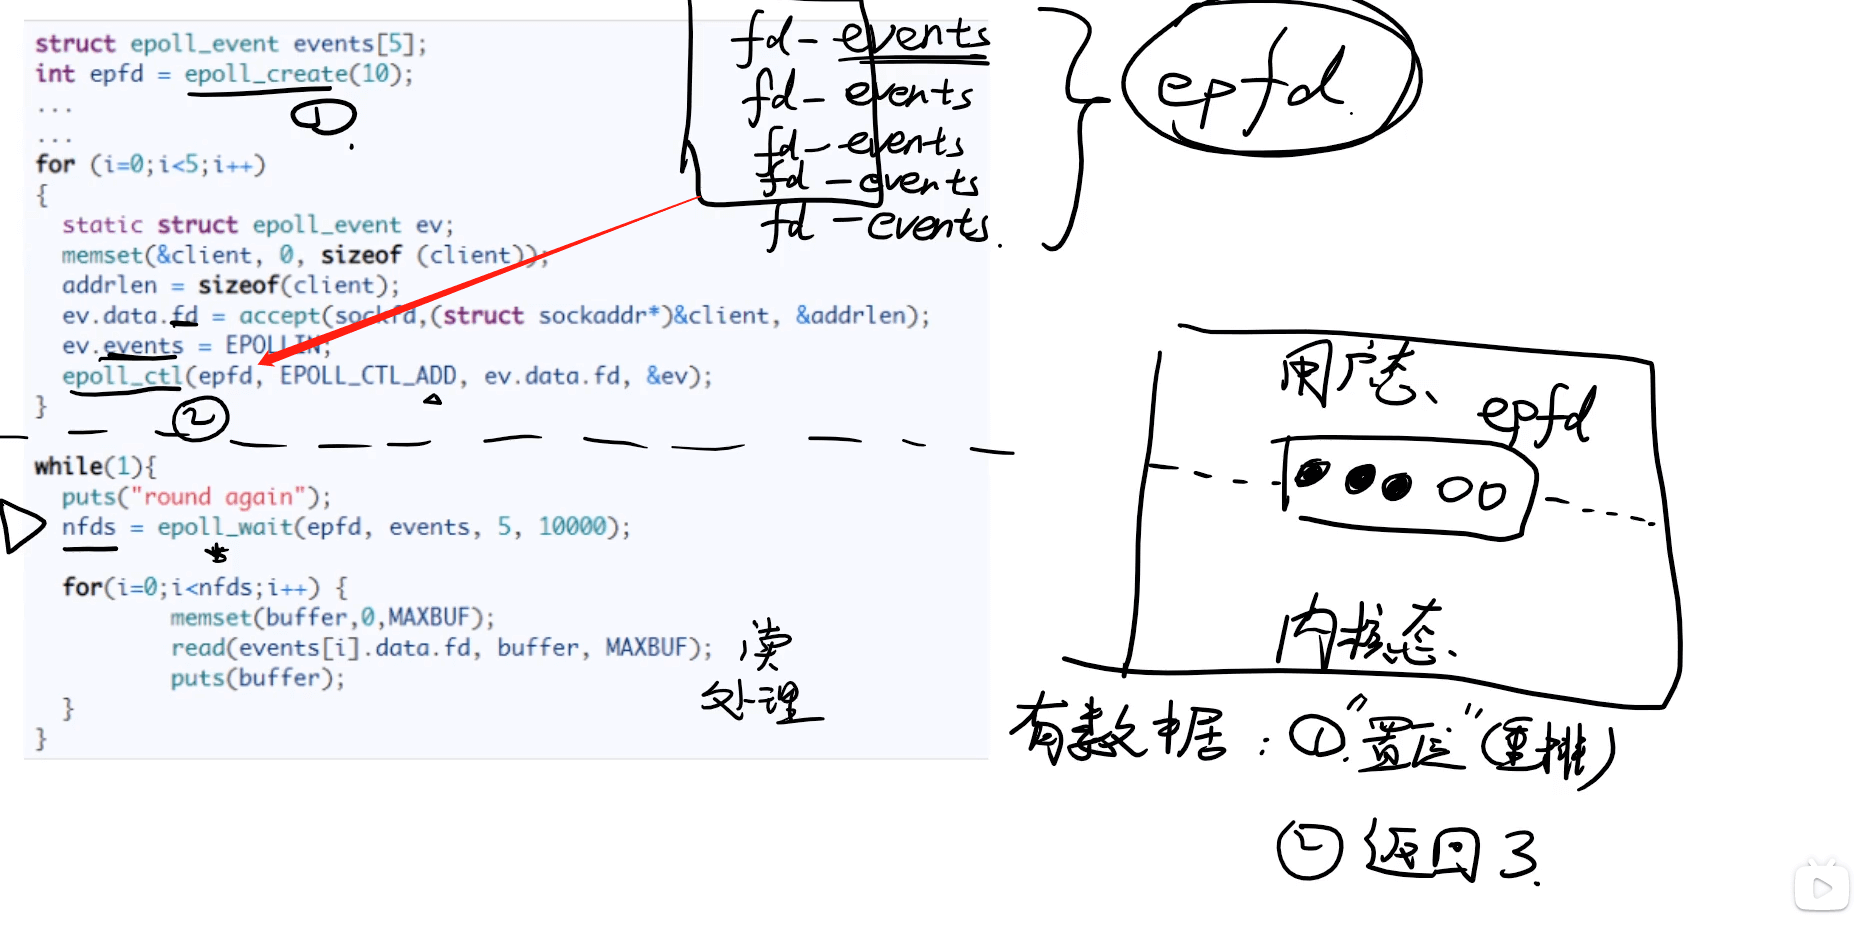 struct epoll_event events[5];
int epfd = epoll_create(10);
...
...
for (i=0;i<5;i++)
{
static struct epoll_event ev;
memset(&client, 0, sizeof (client));
addrlen = sizeof(client);
ev.data.fd = accept(sockfd,(struct sockaddr*)&client, &addrlen);
ev.events = EPOLLIN;
epoll_ctl(epfd, EPOLL_CTL_ADD, ev.data.fd, &ev);
}
while(1){
puts("round again");
nfds = epoll_wait(epfd, events, 5, 10000);
for(i=0;i<nfds;i++) {
memset(buffer,0,MAXBUF);
read(events[i].data.fd, buffer, MAXBUF);
puts(buffer);
}
}
①
②
读
处理
fd-events
fd-events
fd-events
fd-events
fd-events.
epfd.
用户态、
epfd
内核态.
有数据: ①."置位"(重排)
②返回3.